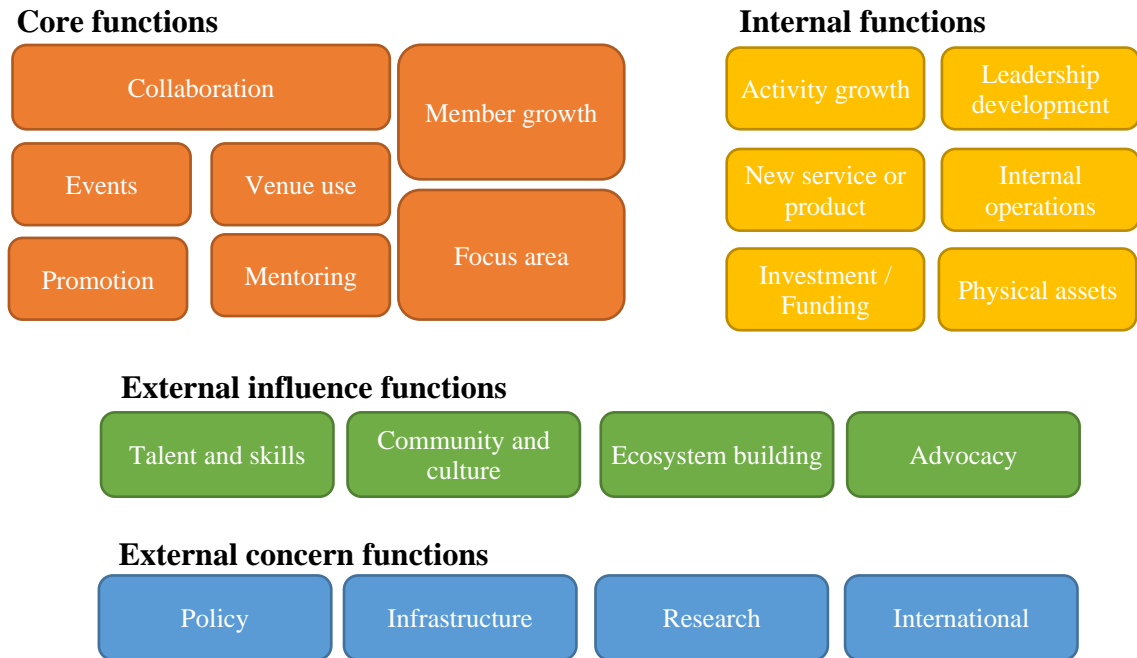 Core functions
Collaboration
Member growth
Events
Venue use
Focus area
Promotion
Mentoring
Internal functions
Activity growth
Leadership
development
New service or
product
Internal
operations
Investment /
Funding
Physical assets
External influence functions
Talent and skills
Community and
culture
Ecosystem building
Advocacy
External concern functions
Policy
Infrastructure
Research
International